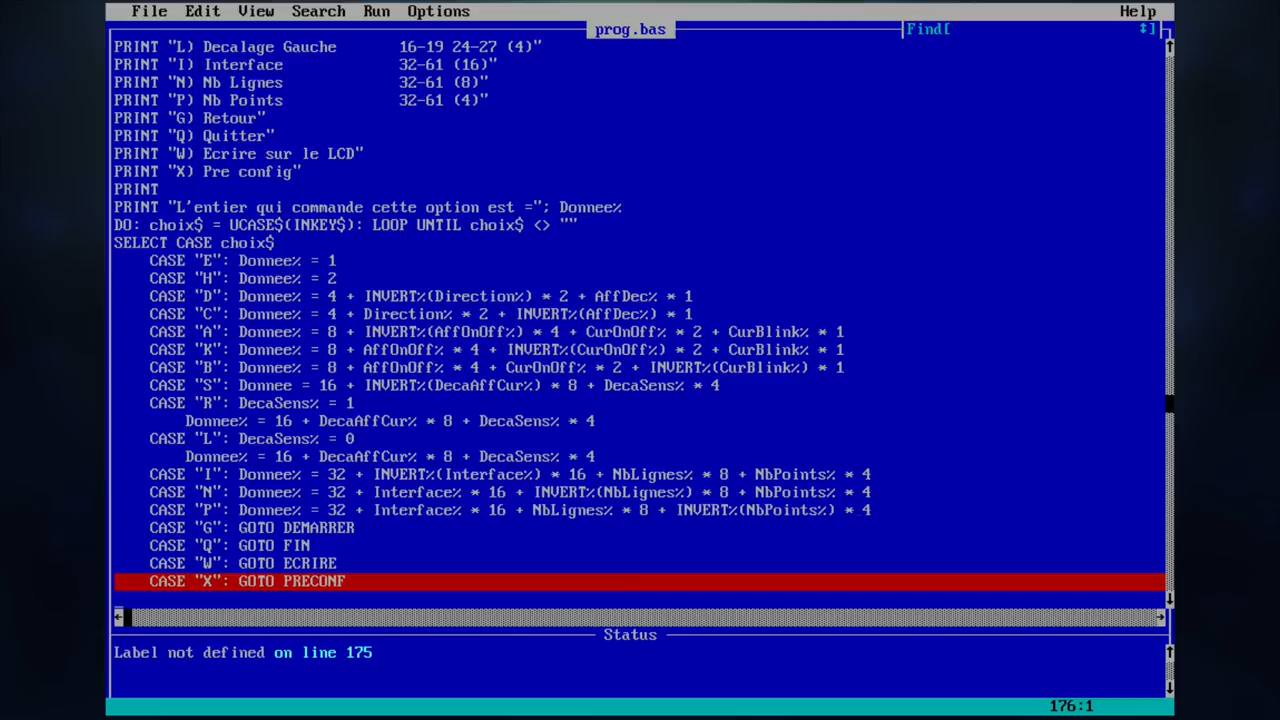 File Edit View Search Run Options Help
prog.bas
Find[ ↕]
PRINT "L) Decalage Gauche       16-19 24-27 (4)"
PRINT "I) Interface             32-61 (16)"
PRINT "N) Nb Lignes             32-61 (8)"
PRINT "P) Nb Points             32-61 (4)"
PRINT "G) Retour"
PRINT "Q) Quitter"
PRINT "W) Ecrire sur le LCD"
PRINT "X) Pre config"
PRINT
PRINT "L'entier qui commande cette option est ="; Donnee%
DO: choix$ = UCASE$(INKEY$): LOOP UNTIL choix$ <> ""
SELECT CASE choix$
    CASE "E": Donnee% = 1
    CASE "H": Donnee% = 2
    CASE "D": Donnee% = 4 + INVERT%(Direction%) * 2 + AffDec% * 1
    CASE "C": Donnee% = 4 + Direction% * 2 + INVERT%(AffDec%) * 1
    CASE "A": Donnee% = 8 + INVERT%(AffOnOff%) * 4 + CurOnOff% * 2 + CurBlink% * 1
    CASE "K": Donnee% = 8 + AffOnOff% * 4 + INVERT%(CurOnOff%) * 2 + CurBlink% * 1
    CASE "B": Donnee% = 8 + AffOnOff% * 4 + CurOnOff% * 2 + INVERT%(CurBlink%) * 1
    CASE "S": Donnee = 16 + INVERT%(DecaAffCur%) * 8 + DecaSens% * 4
    CASE "R": DecaSens% = 1
        Donnee% = 16 + DecaAffCur% * 8 + DecaSens% * 4
    CASE "L": DecaSens% = 0
        Donnee% = 16 + DecaAffCur% * 8 + DecaSens% * 4
    CASE "I": Donnee% = 32 + INVERT%(Interface%) * 16 + NbLignes% * 8 + NbPoints% * 4
    CASE "N": Donnee% = 32 + Interface% * 16 + INVERT%(NbLignes%) * 8 + NbPoints% * 4
    CASE "P": Donnee% = 32 + Interface% * 16 + NbLignes% * 8 + INVERT%(NbPoints%) * 4
    CASE "G": GOTO DEMARRER
    CASE "Q": GOTO FIN
    CASE "W": GOTO ECRIRE
    CASE "X": GOTO PRECONF
Status
Label not defined on line 175
176:1